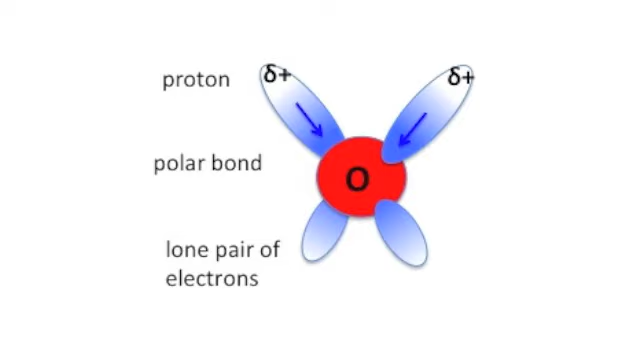 proton
δ+
δ+
polar bond
O
lone pair of
electrons